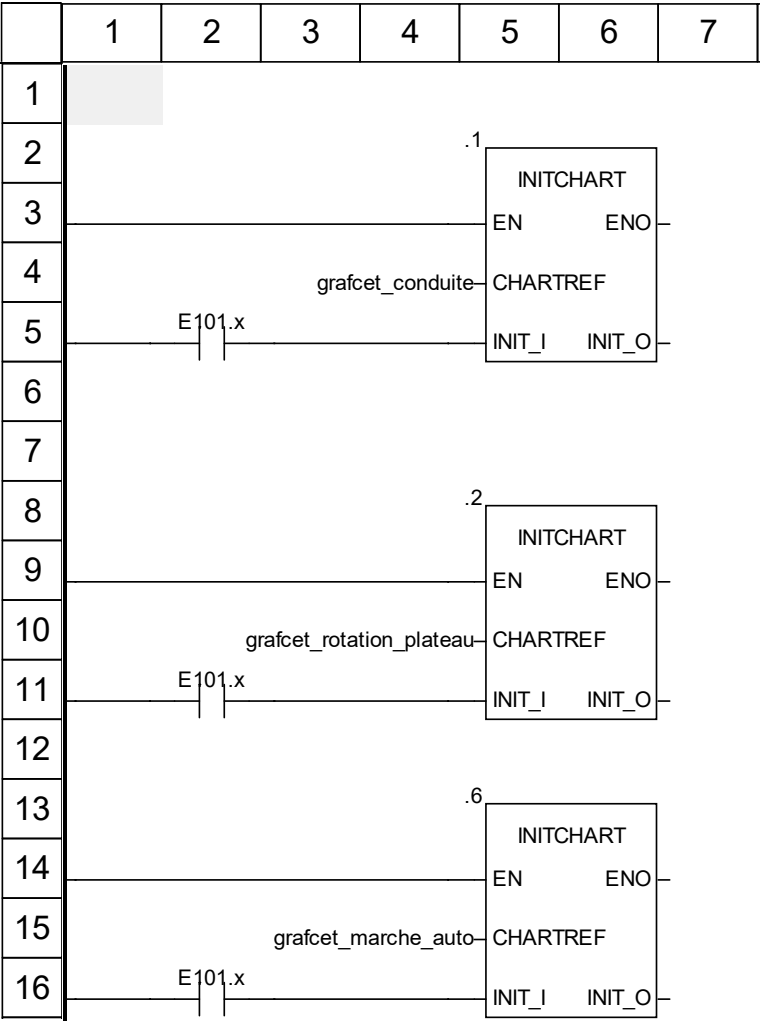 1 2 3 4 5 6 7
1
2 .1
INITCHART
3 EN ENO
4 grafcet_conduite CHARTREF
E101.x
5 INIT_I INIT_O
6
7
8 .2
INITCHART
9 EN ENO
10 grafcet_rotation_plateau CHARTREF
11 E101.x
INIT_I INIT_O
12
13 .6
INITCHART
14 EN ENO
15 grafcet_marche_auto CHARTREF
E101.x
16 INIT_I INIT_O